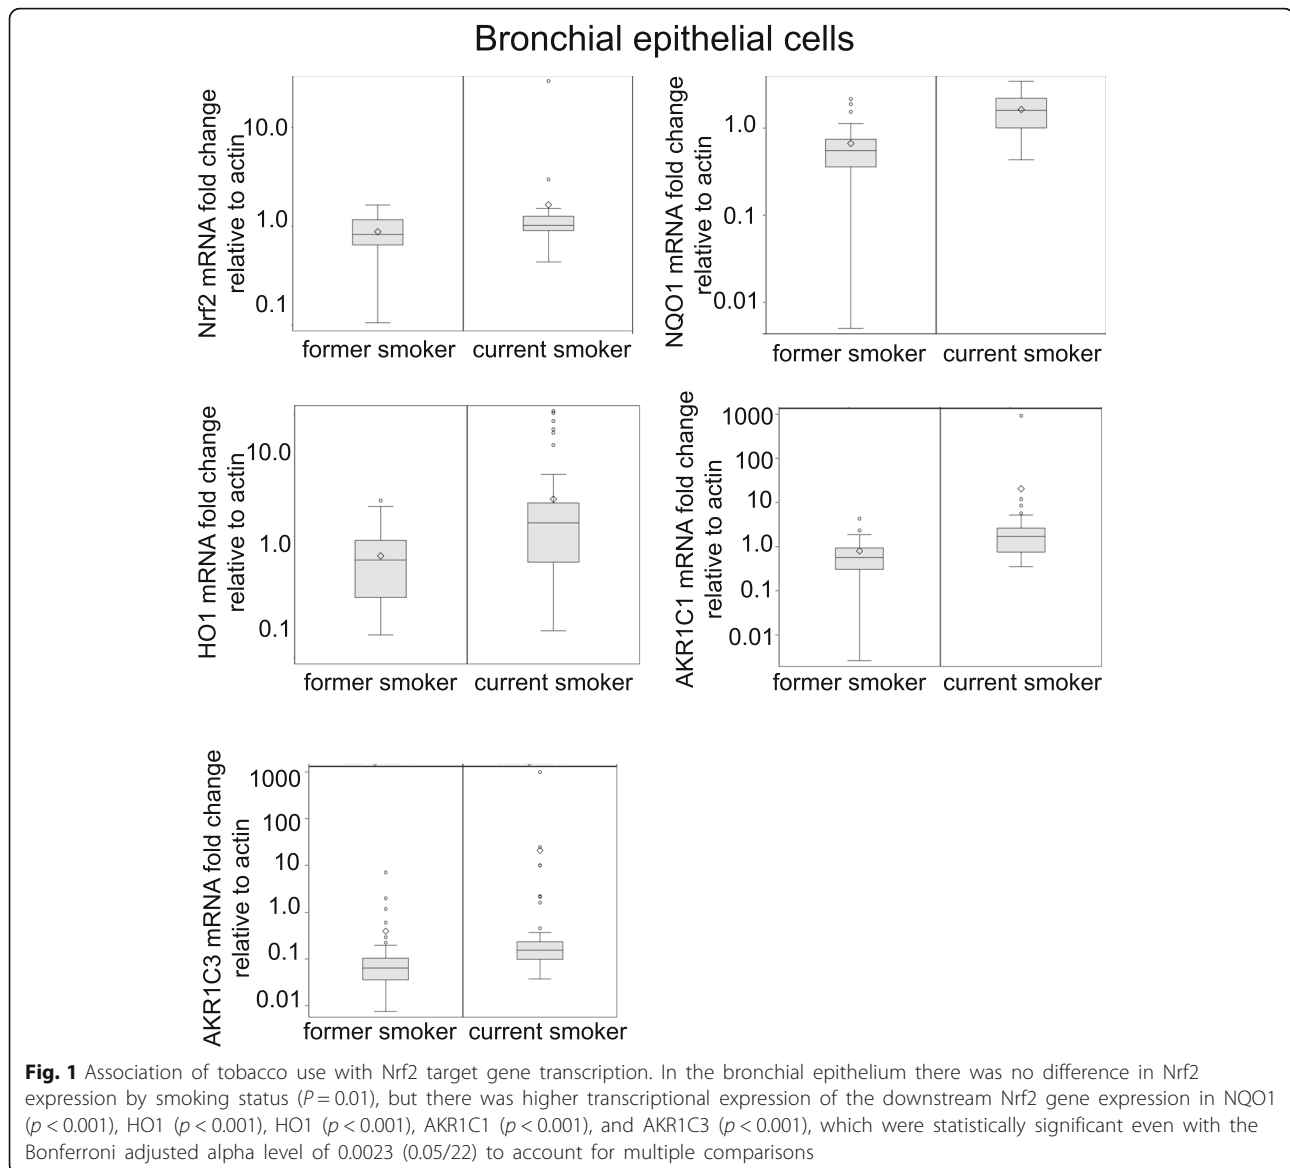 Bronchial epithelial cells
Nrf2 mRNA fold change
relative to actin
10.0
1.0
0.1
former smoker
current smoker
NQO1 mRNA fold change
relative to actin
1.0
0.1
0.01
former smoker
current smoker
HO1 mRNA fold change
relative to actin
10.0
1.0
0.1
former smoker
current smoker
AKR1C1 mRNA fold change
relative to actin
1000
100
10
1.0
0.1
0.01
former smoker
current smoker
AKR1C3 mRNA fold change
relative to actin
1000
100
10
1.0
0.1
0.01
former smoker
current smoker
Fig. 1 Association of tobacco use with Nrf2 target gene transcription. In the bronchial epithelium there was no difference in Nrf2
expression by smoking status (P = 0.01), but there was higher transcriptional expression of the downstream Nrf2 gene expression in NQO1
(p < 0.001), HO1 (p < 0.001), HO1 (p < 0.001), AKR1C1 (p < 0.001), and AKR1C3 (p < 0.001), which were statistically significant even with the
Bonferroni adjusted alpha level of 0.0023 (0.05/22) to account for multiple comparisons